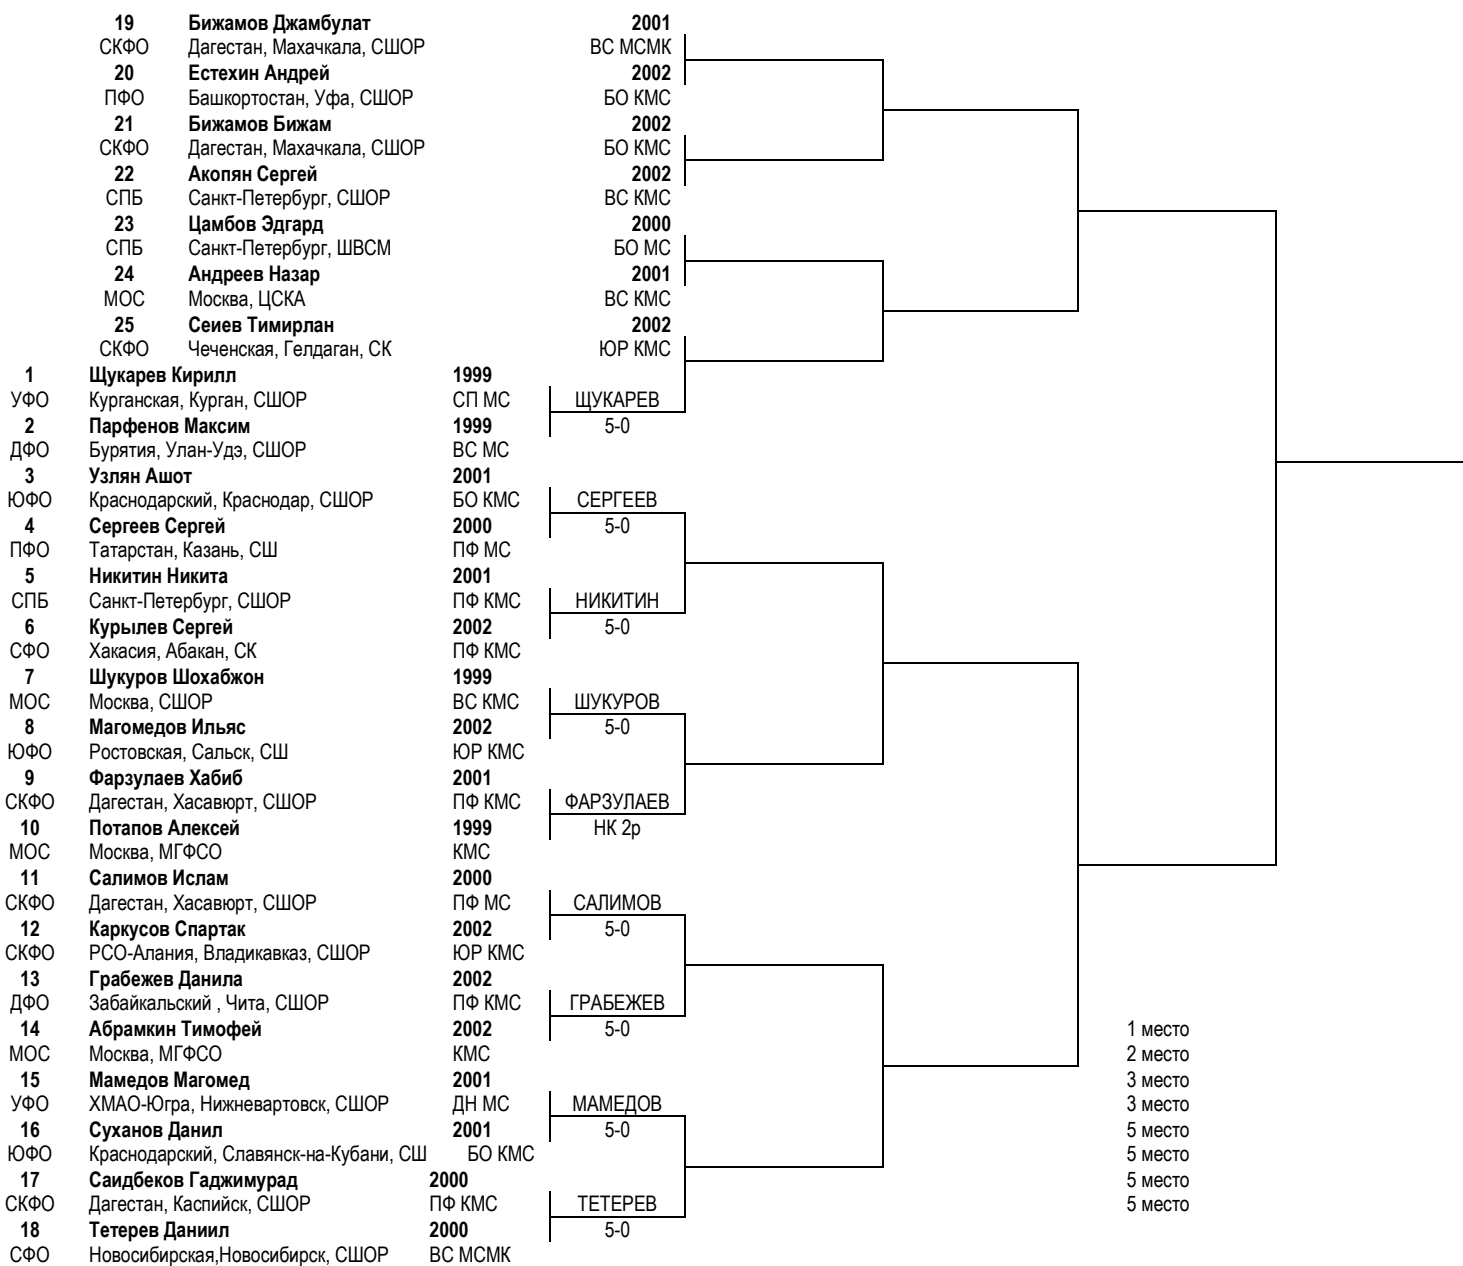 19 Бижамов Джамбулат 2001
СКФО Дагестан, Махачкала, СШОР ВС МСМК
20 Естехин Андрей 2002
ПФО Башкортостан, Уфа, СШОР БО КМС
21 Бижамов Бижам 2002
СКФО Дагестан, Махачкала, СШОР БО КМС
22 Акопян Сергей 2002
СПБ Санкт-Петербург, СШОР ВС КМС
23 Цамбов Эдгард 2000
СПБ Санкт-Петербург, ШВСМ БО МС
24 Андреев Назар 2001
МОС Москва, ЦСКА ВС КМС
25 Сеиев Тимирлан 2002
СКФО Чеченская, Гелдаган, СК ЮР КМС
1 Щукарев Кирилл 1999
УФО Курганская, Курган, СШОР СП МС ЩУКАРЕВ
2 Парфенов Максим 1999 5-0
ДФО Бурятия, Улан-Удэ, СШОР ВС МС
3 Узлян Ашот 2001
ЮФО Краснодарский, Краснодар, СШОР БО КМС СЕРГЕЕВ
4 Сергеев Сергей 2000 5-0
ПФО Татарстан, Казань, СШ ПФ МС
5 Никитин Никита 2001
СПБ Санкт-Петербург, СШОР ПФ КМС НИКИТИН
6 Курылев Сергей 2002 5-0
СФО Хакасия, Абакан, СК ПФ КМС
7 Шукуров Шохабжон 1999
МОС Москва, СШОР ВС КМС ШУКУРОВ
8 Магомедов Ильяс 2002 5-0
ЮФО Ростовская, Сальск, СШ ЮР КМС
9 Фарзулаев Хабиб 2001
СКФО Дагестан, Хасавюрт, СШОР ПФ КМС ФАРЗУЛАЕВ
10 Потапов Алексей 1999 НК 2р
МОС Москва, МГФСО КМС
11 Салимов Ислам 2000
СКФО Дагестан, Хасавюрт, СШОР ПФ МС САЛИМОВ
12 Каркусов Спартак 2002 5-0
СКФО РСО-Алания, Владикавказ, СШОР ЮР КМС
13 Грабежев Данила 2002
ДФО Забайкальский , Чита, СШОР ПФ КМС ГРАБЕЖЕВ
14 Абрамкин Тимофей 2002 5-0 1 место
МОС Москва, МГФСО КМС 2 место
15 Мамедов Магомед 2001 3 место
УФО ХМАО-Югра, Нижневартовск, СШОР ДН МС МАМЕДОВ 3 место
16 Суханов Данил 2001 5-0 5 место
ЮФО Краснодарский, Славянск-на-Кубани, СШ БО КМС 5 место
17 Саидбеков Гаджимурад 2000 5 место
СКФО Дагестан, Каспийск, СШОР ПФ КМС ТЕТЕРЕВ 5 место
18 Тетерев Даниил 2000 5-0
СФО Новосибирская,Новосибирск, СШОР ВС МСМК